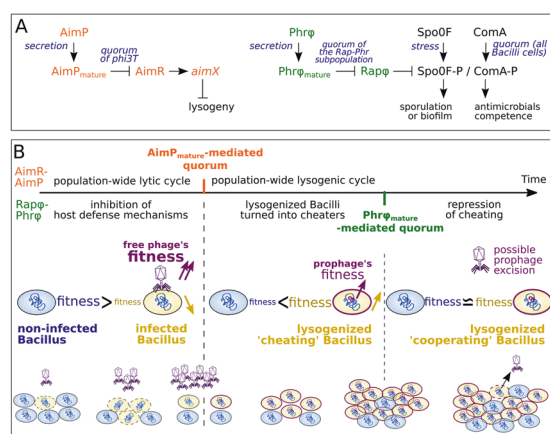 A
AimP
secretion
quorum
of phi3T
AimPmature
AimR
aimX
lysogeny
Phrφ
secretion
quorum of
the Rap-Phr
subpopulation
Phrφmature
Rapφ
Spo0F
stress
ComA
quorum (all
Bacilli cells)
Spo0F-P / ComA-P
sporulation
or biofilm
antimicrobials
competence
B
AimPmature-mediated
quorum
AimR-
AimP
population-wide lytic cycle
population-wide lysogenic cycle
Time
Rapφ-
Phrφ
inhibition of
host defense mechanisms
lysogenized Bacilli
turned into cheaters
Phrφmature
-mediated quorum
repression
of cheating
free phage's
fitness
prophage's
fitness
possible
prophage
excision
fitness > fitness
fitness < fitness
fitness ≃ fitness
non-infected
Bacillus
infected
Bacillus
lysogenized
'cheating' Bacillus
lysogenized
'cooperating' Bacillus